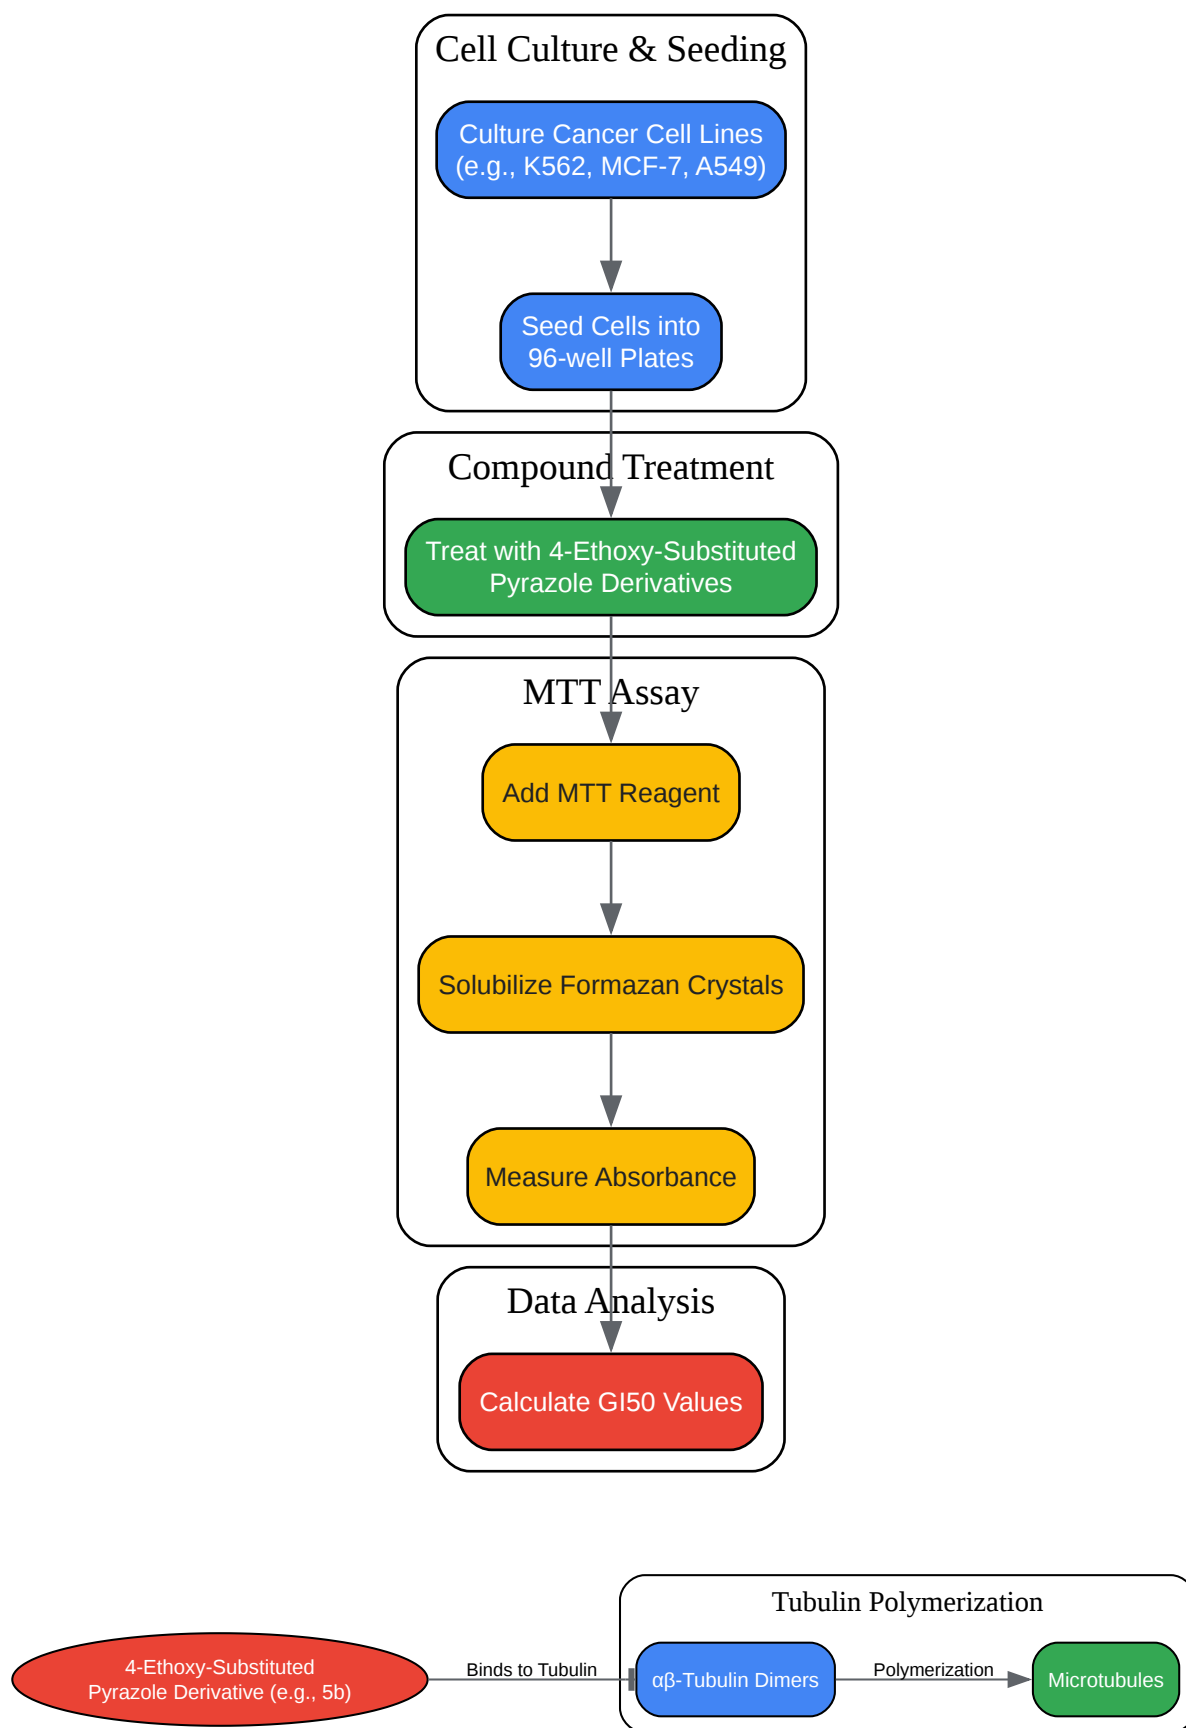 Cell Culture & Seeding
Culture Cancer Cell Lines
(e.g., K562, MCF-7, A549)
Seed Cells into
96-well Plates
Compound Treatment
Treat with 4-Ethoxy-Substituted
Pyrazole Derivatives
MTT Assay
Add MTT Reagent
Solubilize Formazan Crystals
Measure Absorbance
Data Analysis
Calculate GI50 Values
Tubulin Polymerization
4-Ethoxy-Substituted
Pyrazole Derivative (e.g., 5b)
Binds to Tubulin
αβ-Tubulin Dimers
Polymerization
Microtubules